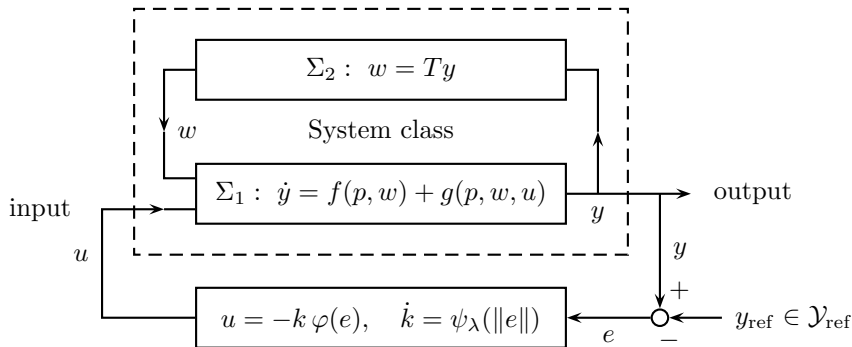 Σ₂ : w = Ty
w
System class
Σ₁ : ẏ = f(p, w) + g(p, w, u)
input
output
y
u
y
+
u = −k φ(e), k̇ = ψ_λ(‖e‖)
e
−
y_ref ∈ 𝒴_ref